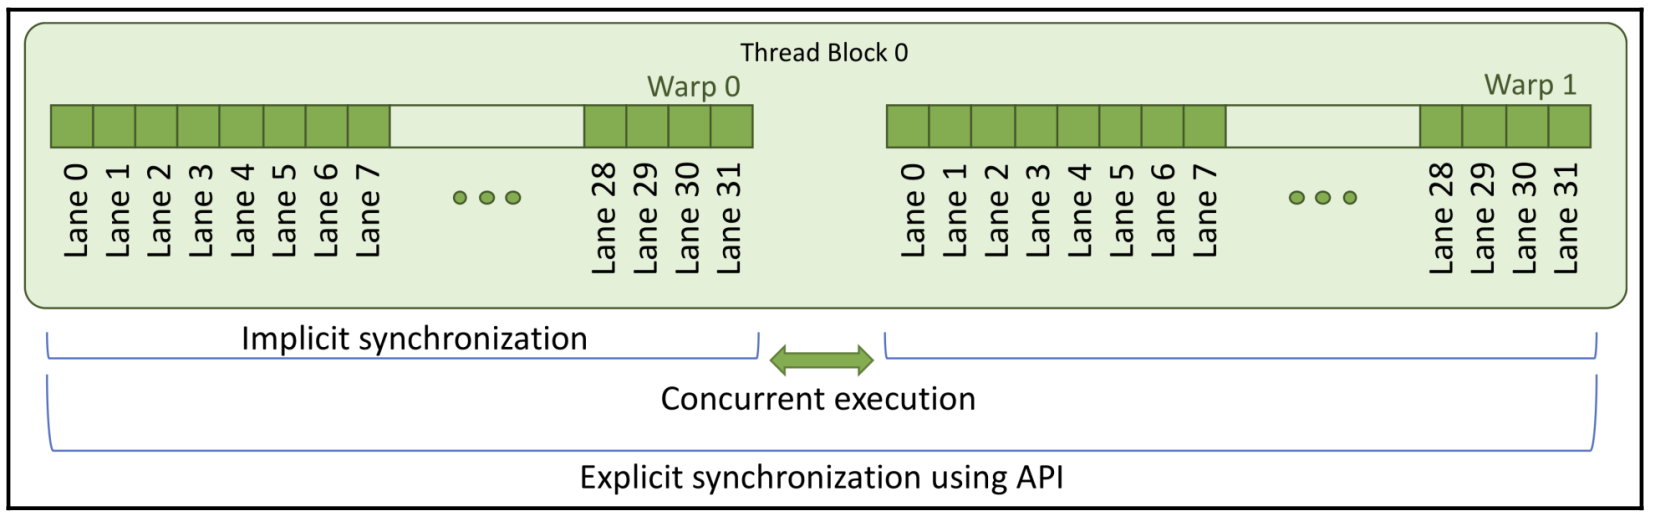 Thread Block 0
Warp 0
Warp 1
Lane 0
Lane 1
Lane 2
Lane 3
Lane 4
Lane 5
Lane 6
Lane 7
Lane 28
Lane 29
Lane 30
Lane 31
Lane 0
Lane 1
Lane 2
Lane 3
Lane 4
Lane 5
Lane 6
Lane 7
Lane 28
Lane 29
Lane 30
Lane 31
Implicit synchronization
Concurrent execution
Explicit synchronization using API